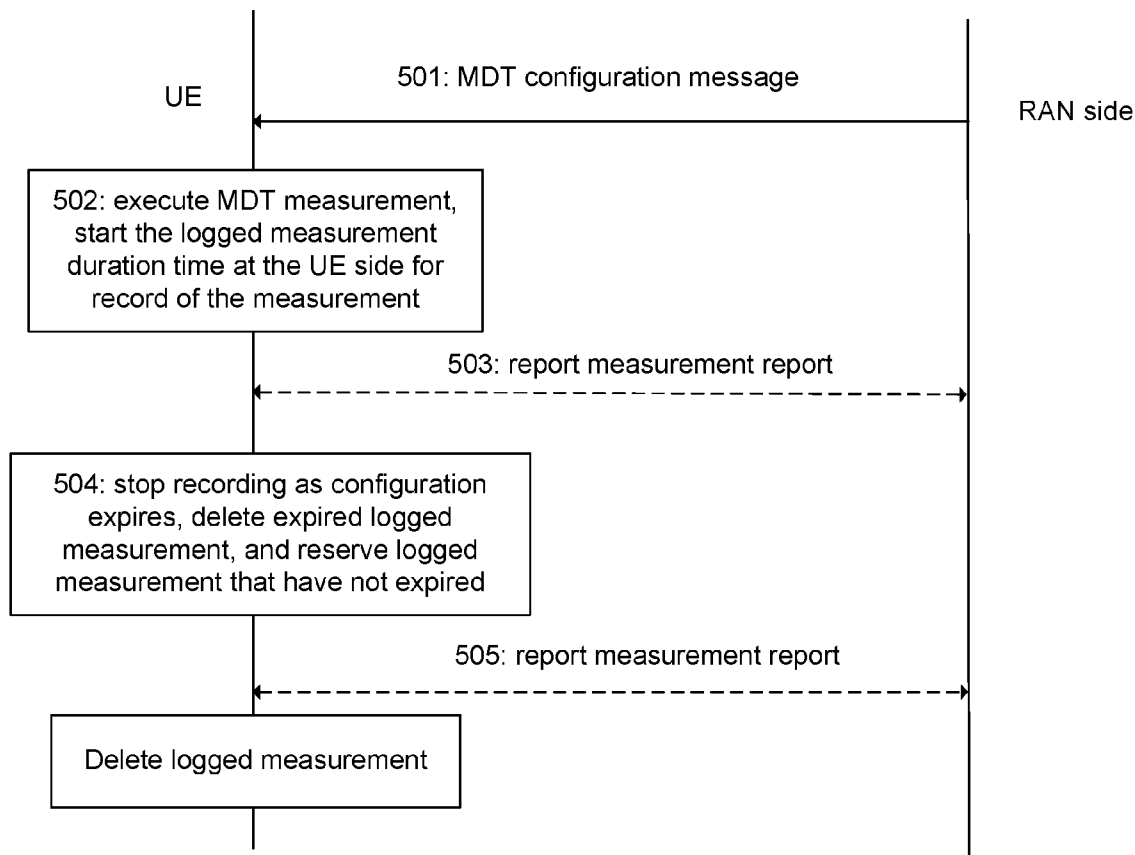 501: MDT configuration message
UE
RAN side
502: execute MDT measurement,
start the logged measurement
duration time at the UE side for
record of the measurement
503: report measurement report
504: stop recording as configuration
expires, delete expired logged
measurement, and reserve logged
measurement that have not expired
505: report measurement report
Delete logged measurement